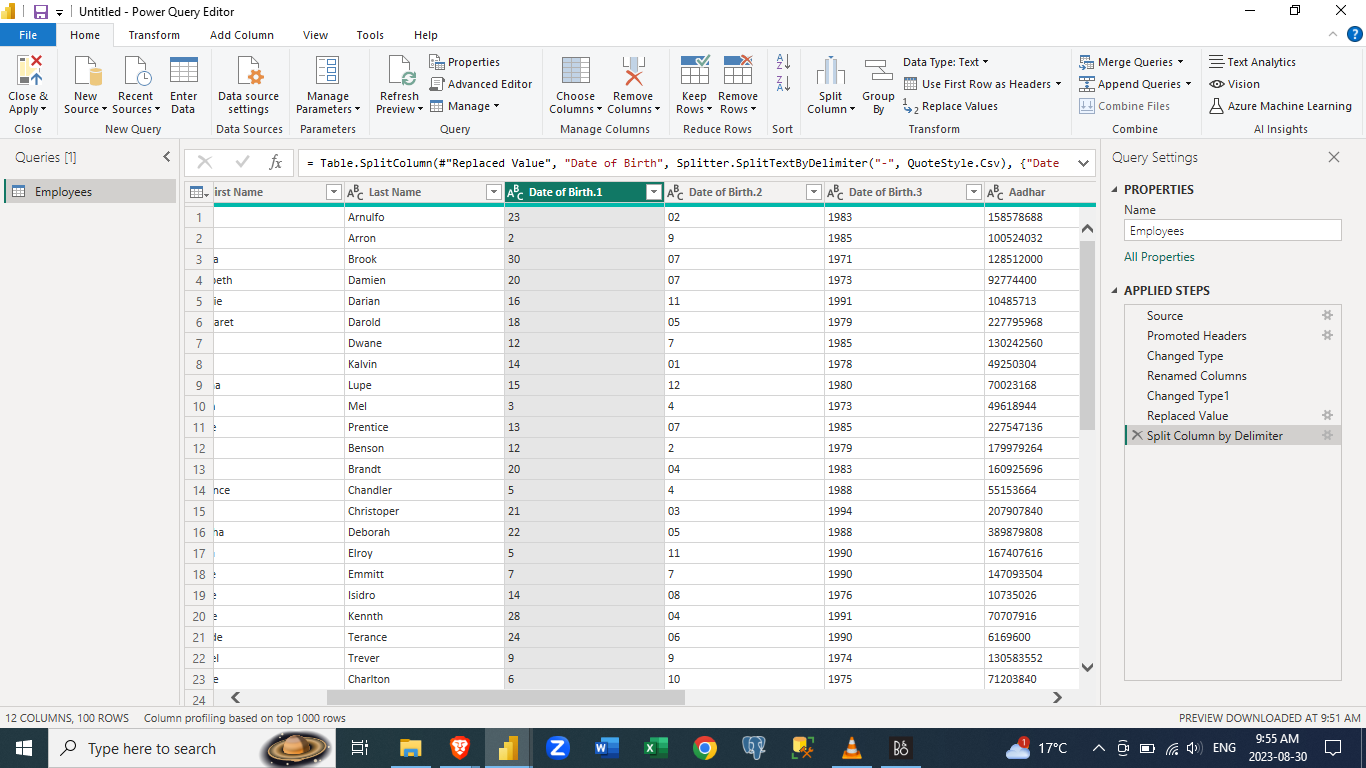 Untitled - Power Query Editor
File Home Transform Add Column View Tools Help
Close & Apply
New Source
Recent Sources
Enter Data
Data source settings
Manage Parameters
Refresh Preview
Properties
Advanced Editor
Manage
Choose Columns
Remove Columns
Keep Rows
Remove Rows
Split Column
Group By
Data Type: Text
Use First Row as Headers
Replace Values
Merge Queries
Append Queries
Combine Files
Text Analytics
Vision
Azure Machine Learning
Close New Query Data Sources Parameters Query Manage Columns Reduce Rows Sort Transform Combine AI Insights
Queries [1]
Employees
fx = Table.SplitColumn(#"Replaced Value", "Date of Birth", Splitter.SplitTextByDelimiter("-", QuoteStyle.Csv), {"Date
irst Name Last Name Date of Birth.1 Date of Birth.2 Date of Birth.3 Aadhar
1 Arnulfo 23 02 1983 158578688
2 Arron 2 9 1985 100524032
3 a Brook 30 07 1971 128512000
4 beth Damien 20 07 1973 92774400
5 ie Darian 16 11 1991 10485713
6 aret Darold 18 05 1979 227795968
7 Dwane 12 7 1985 130242560
8 Kalvin 14 01 1978 49250304
9 a Lupe 15 12 1980 70023168
10 Mel 3 4 1973 49618944
11 Prentice 13 07 1985 227547136
12 Benson 12 2 1979 179979264
13 Brandt 20 04 1983 160925696
14 nce Chandler 5 4 1988 55153664
15 Christoper 21 03 1994 207907840
16 na Deborah 22 05 1988 389879808
17 Elroy 5 11 1990 167407616
18 Emmitt 7 7 1990 147093504
19 Isidro 14 08 1976 10735026
20 e Kennth 28 04 1991 70707916
21 de Terance 24 06 1990 6169600
22 el Trever 9 9 1974 130583552
23 e Charlton 6 10 1975 71203840
24
Query Settings
PROPERTIES
Name
Employees
All Properties
APPLIED STEPS
Source
Promoted Headers
Changed Type
Renamed Columns
Changed Type1
Replaced Value
Split Column by Delimiter
12 COLUMNS, 100 ROWS Column profiling based on top 1000 rows PREVIEW DOWNLOADED AT 9:51 AM
Type here to search
1 17°C ENG
9:55 AM
2023-08-30